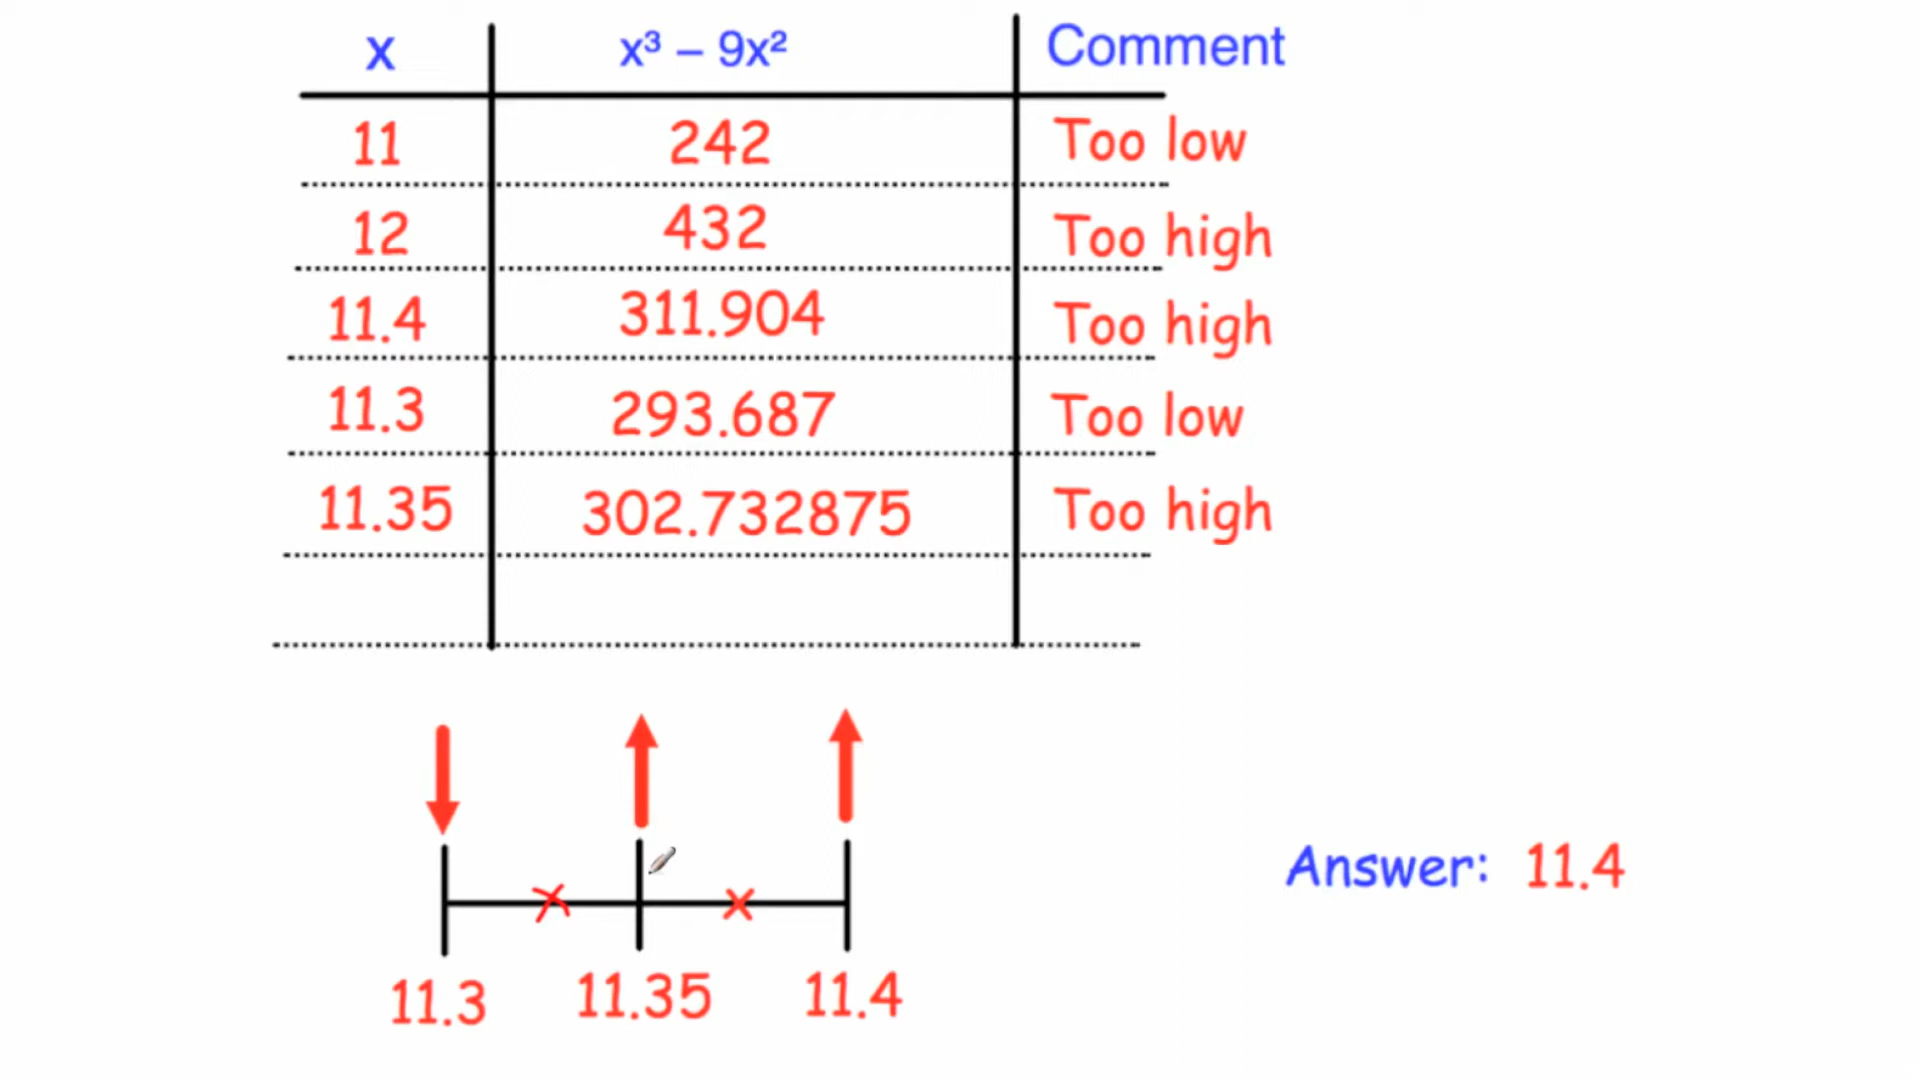 x x³ – 9x² Comment
11 242 Too low
12 432 Too high
11.4 311.904 Too high
11.3 293.687 Too low
11.35 302.732875 Too high
Answer: 11.4
11.3 11.35 11.4